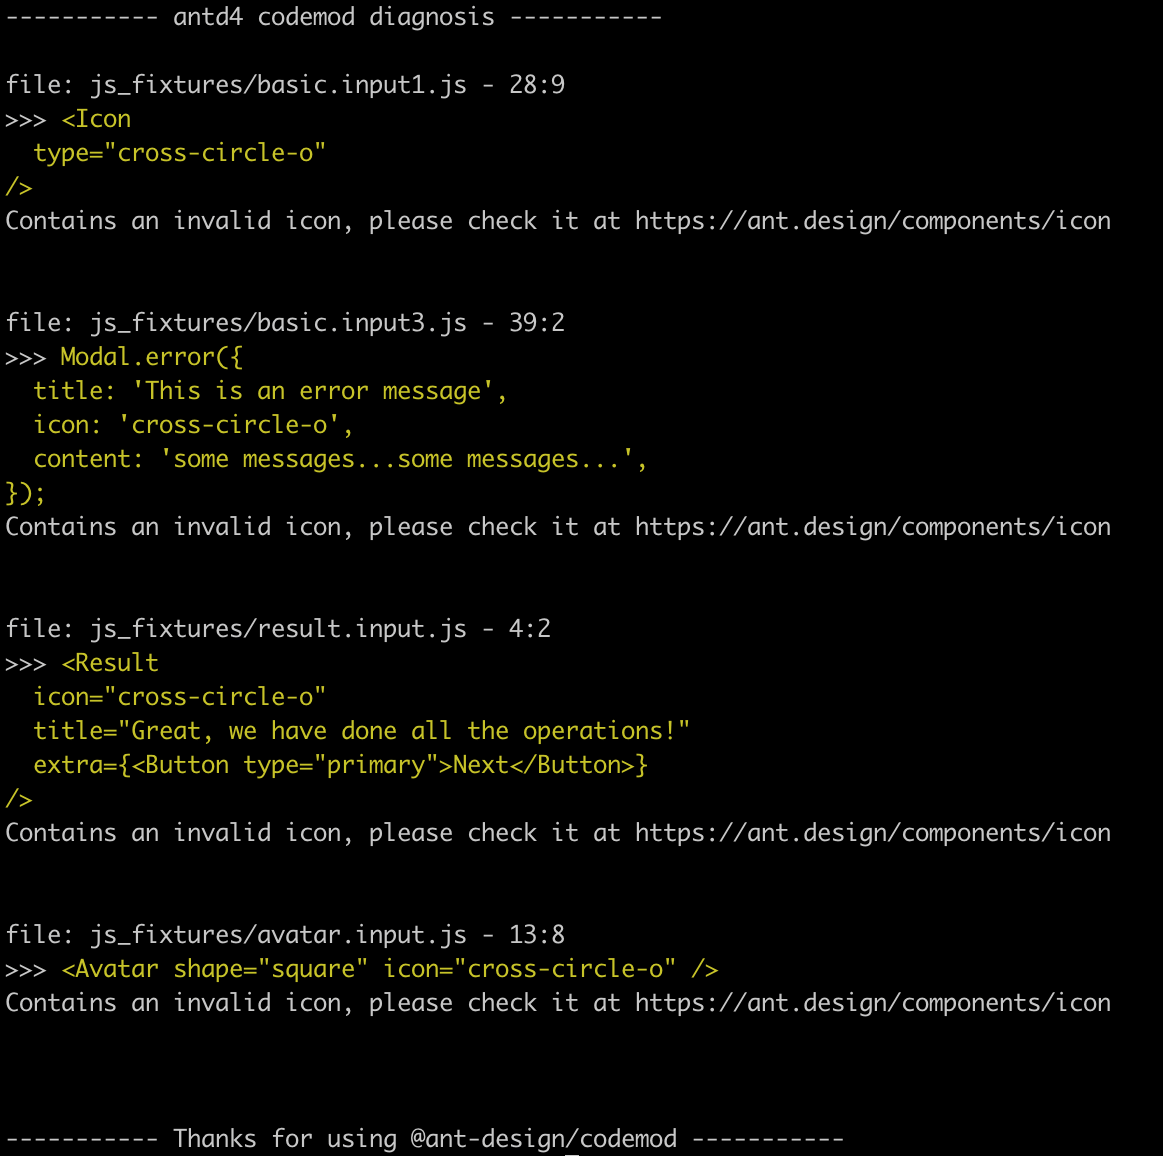 ----------- antd4 codemod diagnosis -----------
file: js_fixtures/basic.input1.js - 28:9
>>> <Icon
  type="cross-circle-o"
/>
Contains an invalid icon, please check it at https://ant.design/components/icon
file: js_fixtures/basic.input3.js - 39:2
>>> Modal.error({
  title: 'This is an error message',
  icon: 'cross-circle-o',
  content: 'some messages...some messages...',
});
Contains an invalid icon, please check it at https://ant.design/components/icon
file: js_fixtures/result.input.js - 4:2
>>> <Result
  icon="cross-circle-o"
  title="Great, we have done all the operations!"
  extra={<Button type="primary">Next</Button>}
/>
Contains an invalid icon, please check it at https://ant.design/components/icon
file: js_fixtures/avatar.input.js - 13:8
>>> <Avatar shape="square" icon="cross-circle-o" />
Contains an invalid icon, please check it at https://ant.design/components/icon
----------- Thanks for using @ant-design/codemod -----------